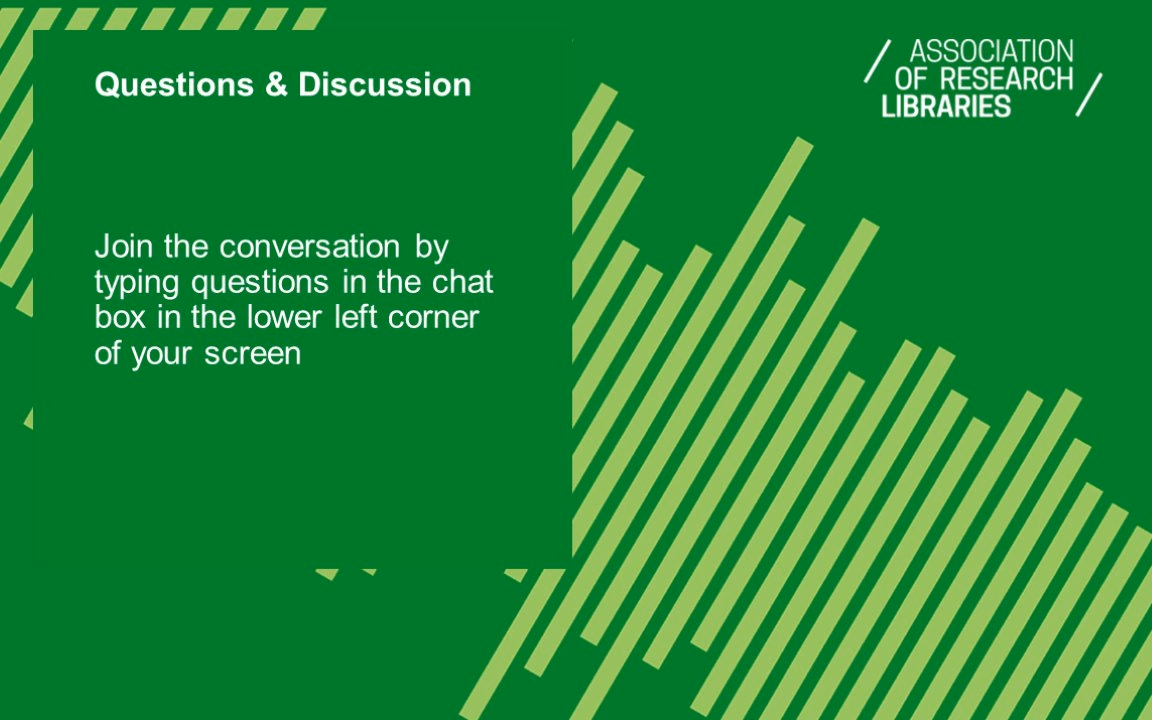 Questions & Discussion
Join the conversation by
typing questions in the chat
box in the lower left corner
of your screen
ASSOCIATION
OF RESEARCH
LIBRARIES